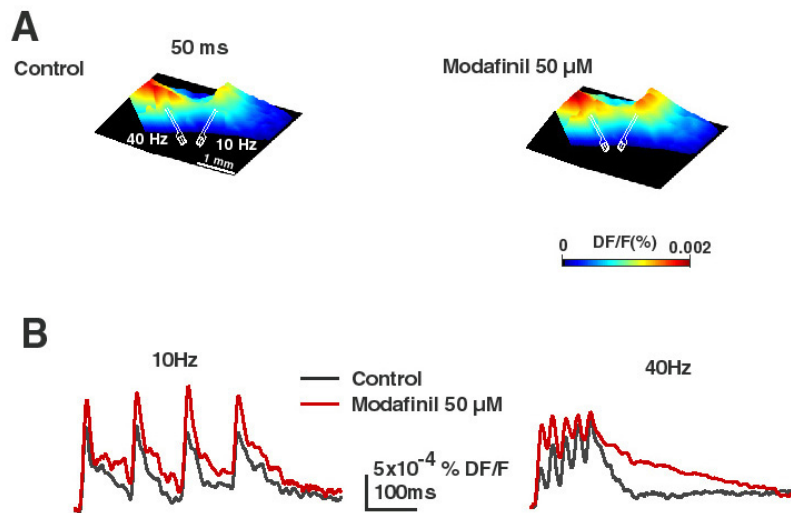 A
50 ms
Control
Modafinil 50 µM
40 Hz
10 Hz
1 mm
DF/F(%)
0
0.002
B
10Hz
40Hz
Control
Modafinil 50 µM
5x10⁻⁴ % DF/F
100ms